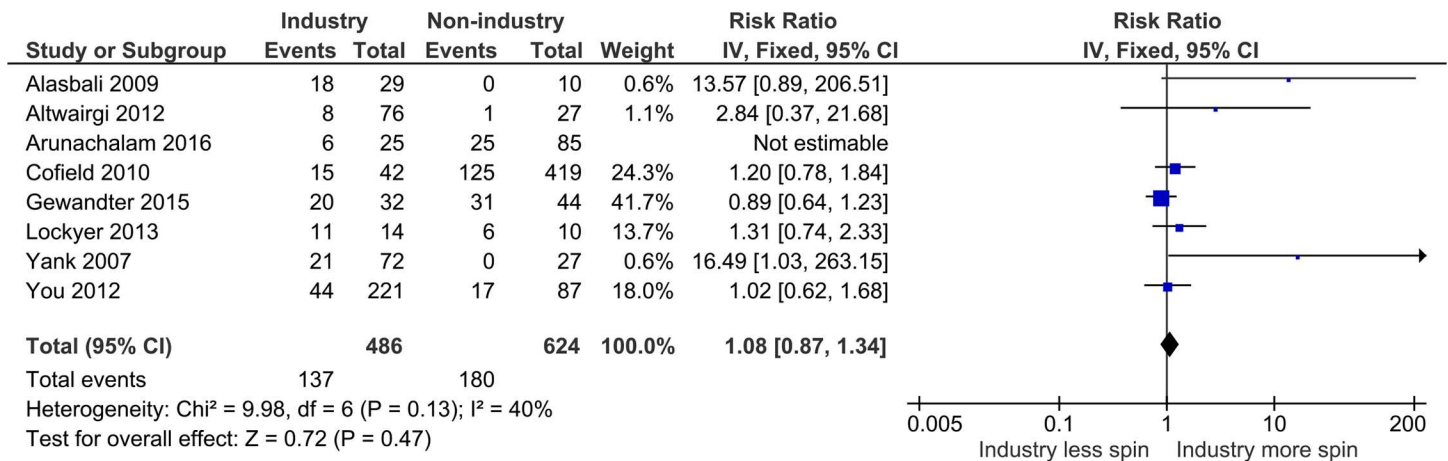 Industry Non-industry Risk Ratio Risk Ratio
Study or Subgroup Events Total Events Total Weight IV, Fixed, 95% CI IV, Fixed, 95% CI
Alasbali 2009 18 29 0 10 0.6% 13.57 [0.89, 206.51]
Altwairgi 2012 8 76 1 27 1.1% 2.84 [0.37, 21.68]
Arunachalam 2016 6 25 25 85 Not estimable
Cofield 2010 15 42 125 419 24.3% 1.20 [0.78, 1.84]
Gewandter 2015 20 32 31 44 41.7% 0.89 [0.64, 1.23]
Lockyer 2013 11 14 6 10 13.7% 1.31 [0.74, 2.33]
Yank 2007 21 72 0 27 0.6% 16.49 [1.03, 263.15]
You 2012 44 221 17 87 18.0% 1.02 [0.62, 1.68]
Total (95% CI) 486 624 100.0% 1.08 [0.87, 1.34]
Total events 137 180
Heterogeneity: Chi² = 9.98, df = 6 (P = 0.13); I² = 40%
Test for overall effect: Z = 0.72 (P = 0.47)
0.005 0.1 1 10 200
Industry less spin Industry more spin